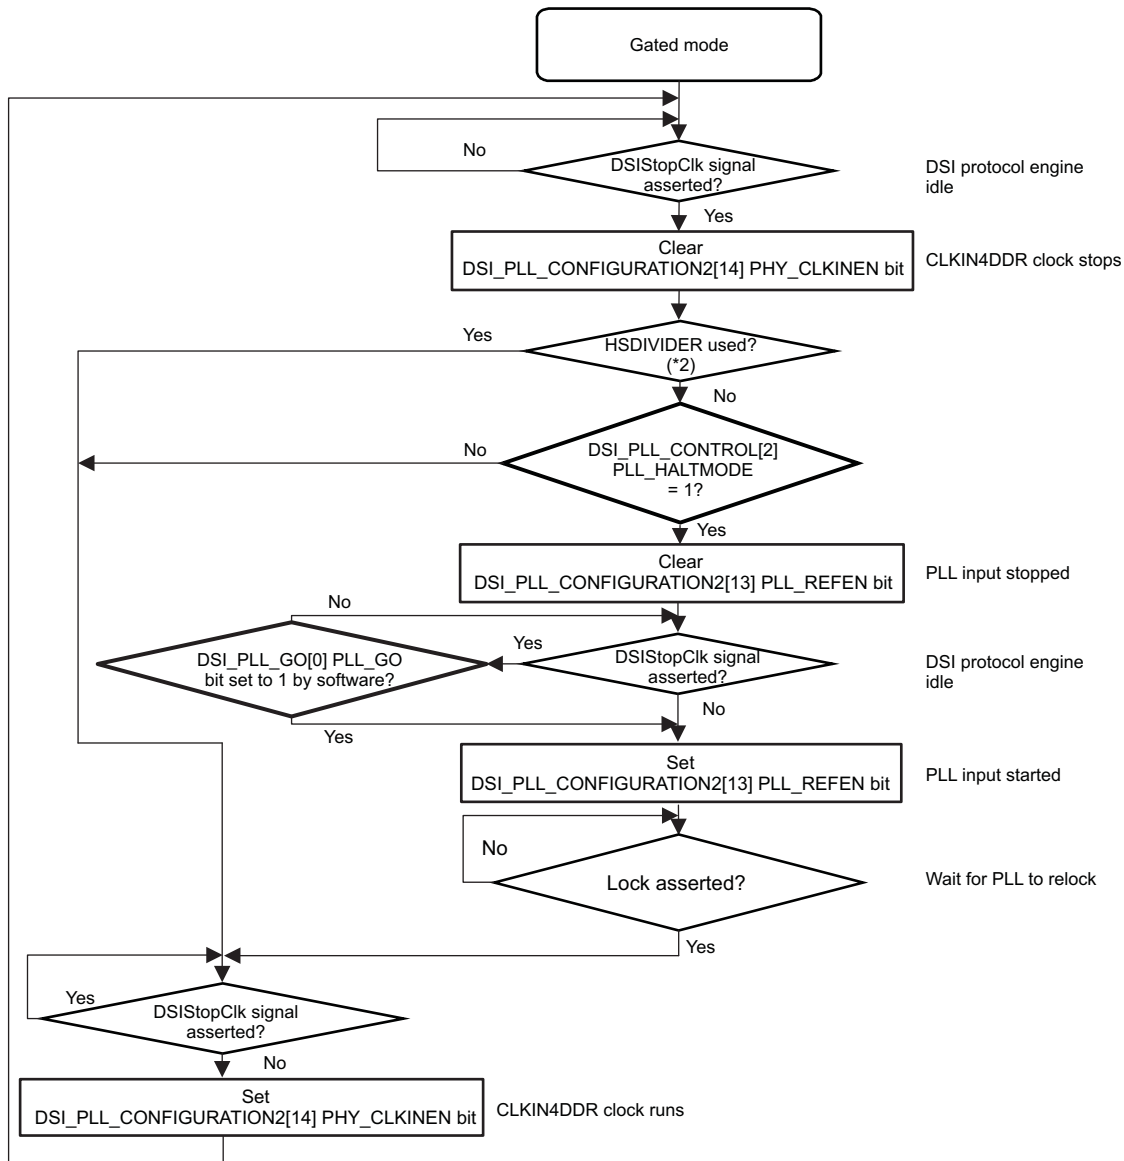 Gated mode
No
DSIStopClk signal
asserted?
DSI protocol engine
idle
Yes
Clear
DSI_PLL_CONFIGURATION2[14] PHY_CLKINEN bit
CLKIN4DDR clock stops
Yes
HSDIVIDER used?
(*2)
No
No
DSI_PLL_CONTROL[2]
PLL_HALTMODE
= 1?
Yes
Clear
DSI_PLL_CONFIGURATION2[13] PLL_REFEN bit
PLL input stopped
No
Yes
DSI_PLL_GO[0] PLL_GO
bit set to 1 by software?
DSIStopClk signal
asserted?
DSI protocol engine
idle
No
Yes
Set
DSI_PLL_CONFIGURATION2[13] PLL_REFEN bit
PLL input started
No
Lock asserted?
Wait for PLL to relock
Yes
Yes
DSIStopClk signal
asserted?
No
Set
DSI_PLL_CONFIGURATION2[14] PHY_CLKINEN bit
CLKIN4DDR clock runs